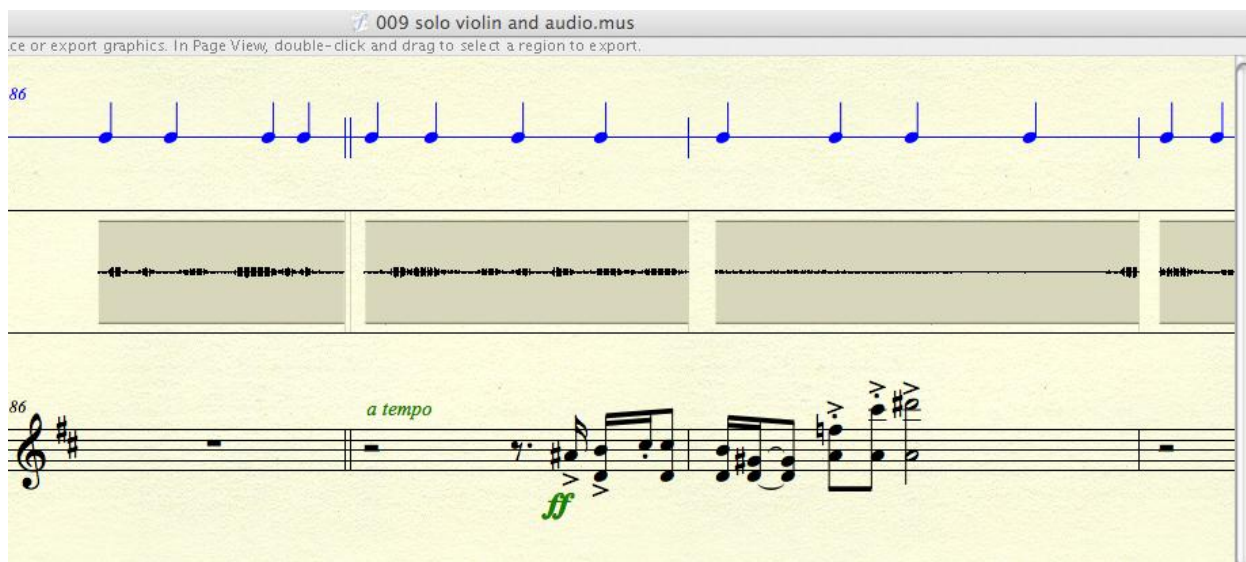 009 solo violin and audio.mus
ce or export graphics. In Page View, double-click and drag to select a region to export.
86
86
a tempo
ff